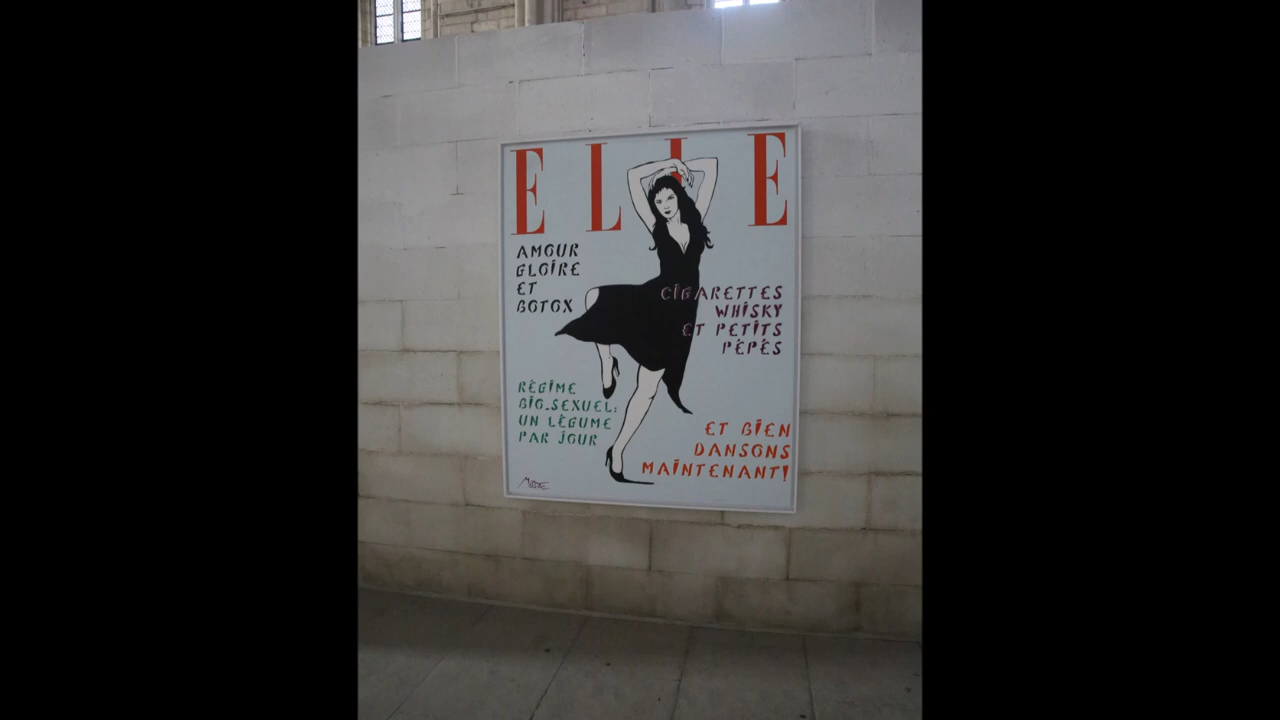 ELLE
AMOUR
GLOIRE
ET
BOTOX
CIGARETTES
WHISKY
ET PETITS
PÉPÉS
RÉGIME
BIO-SEXUEL:
UN LÉGUME
PAR JOUR
ET BIEN
DANSONS
MAINTENANT!